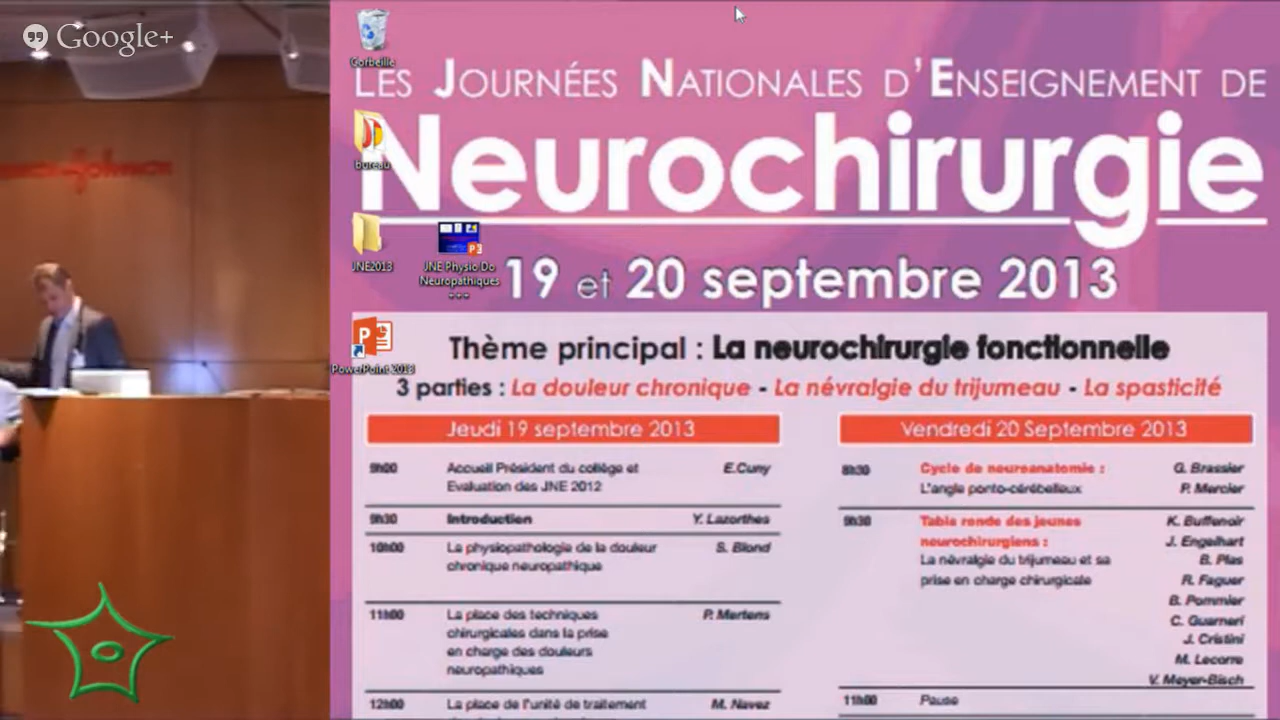 Google+
Johnson
Corbeille
Bureau
JNE2013
JNE Physio Do
Neuropathiques
...
PowerPoint 2013
LES JOURNÉES NATIONALES D'ENSEIGNEMENT DE
Neurochirurgie
19 et 20 septembre 2013
Thème principal : La neurochirurgie fonctionnelle
3 parties : La douleur chronique - La névralgie du trijumeau - La spasticité
Jeudi 19 septembre 2013
9h00 Accueil Président du collège et E.Cuny
Evaluation des JNE 2012
9h30 Introduction Y. Lazorthes
10h00 La physiopathologie de la douleur S. Blond
chronique neuropathique
11h00 La place des techniques P. Mertens
chirurgicales dans la prise
en charge des douleurs
neuropathiques
12h00 La place de l'unité de traitement M. Navez
Vendredi 20 Septembre 2013
8h30 Cycle de neuroanatomie : G. Brassier
L'angle ponto-cérébelleux P. Mercier
9h30 Table ronde des jeunes K. Buffenoir
neurochirurgiens : J. Engelhart
La névralgie du trijumeau et sa B. Plas
prise en charge chirurgicale R. Faguer
B. Pommier
C. Guarneri
J. Cristini
M. Lecorre
V. Meyer-Bisch
11h00 Pause